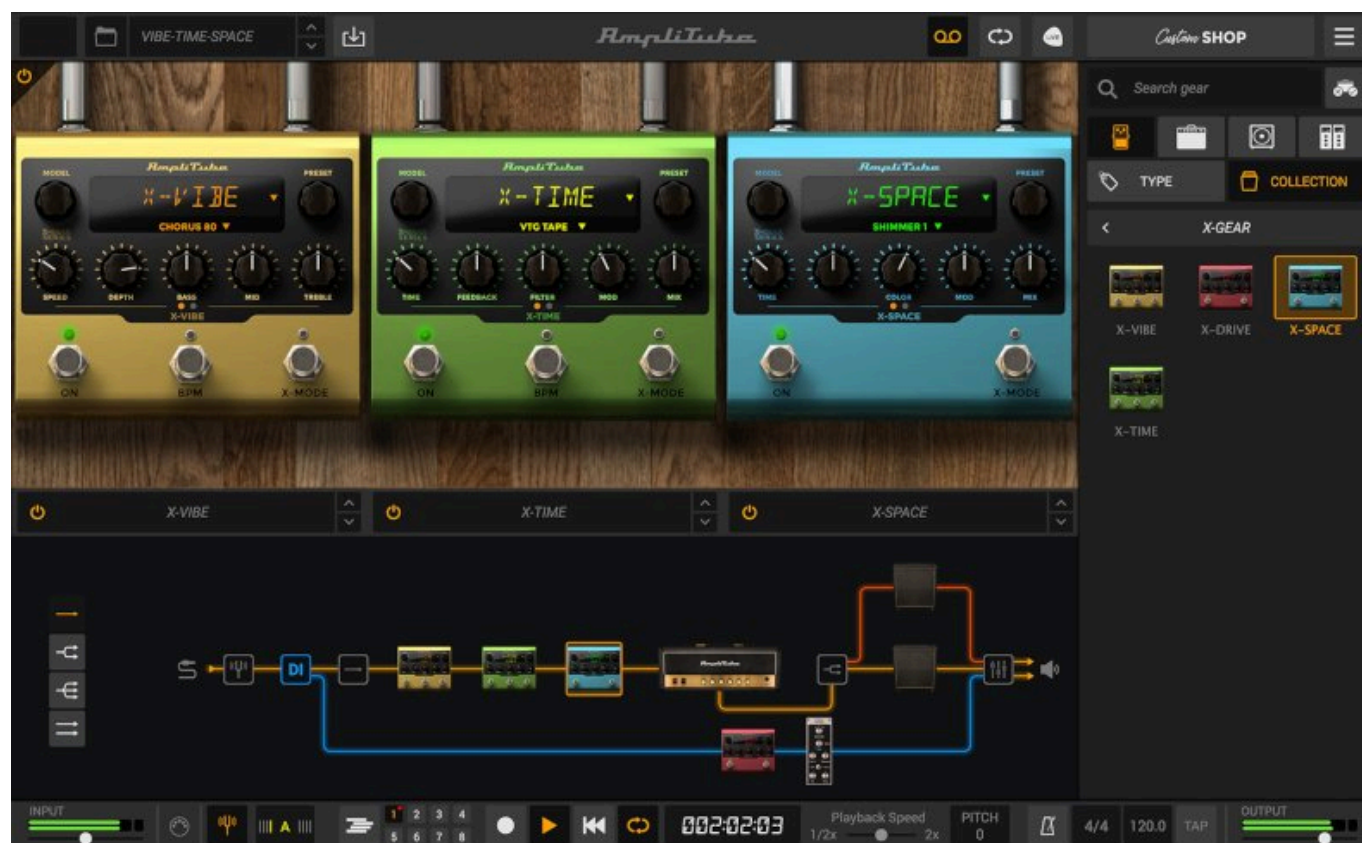 VIBE-TIME-SPACE
AmpliTube
LIVE
Custom SHOP
Search gear
TYPE
COLLECTION
X-GEAR
X-VIBE
X-DRIVE
X-SPACE
X-TIME
AmpliTube
MODEL
PRESET
X-VIBE
CHORUS 80
SPEED DEPTH BASS MID TREBLE
X-VIBE
ON BPM X-MODE
AmpliTube
MODEL
PRESET
X-TIME
VTG TAPE
TIME FEEDBACK FILTER MOD MIX
X-TIME
ON BPM X-MODE
AmpliTube
MODEL
PRESET
X-SPACE
SHIMMER 1
TIME COLOR MOD MIX
X-SPACE
ON X-MODE
X-VIBE
X-TIME
X-SPACE
DI
AmpliTube
INPUT
A
1 2 3 4
5 6 7 8
002:02:03
Playback Speed
1/2x 2x
PITCH
0
4/4
120.0
TAP
OUTPUT